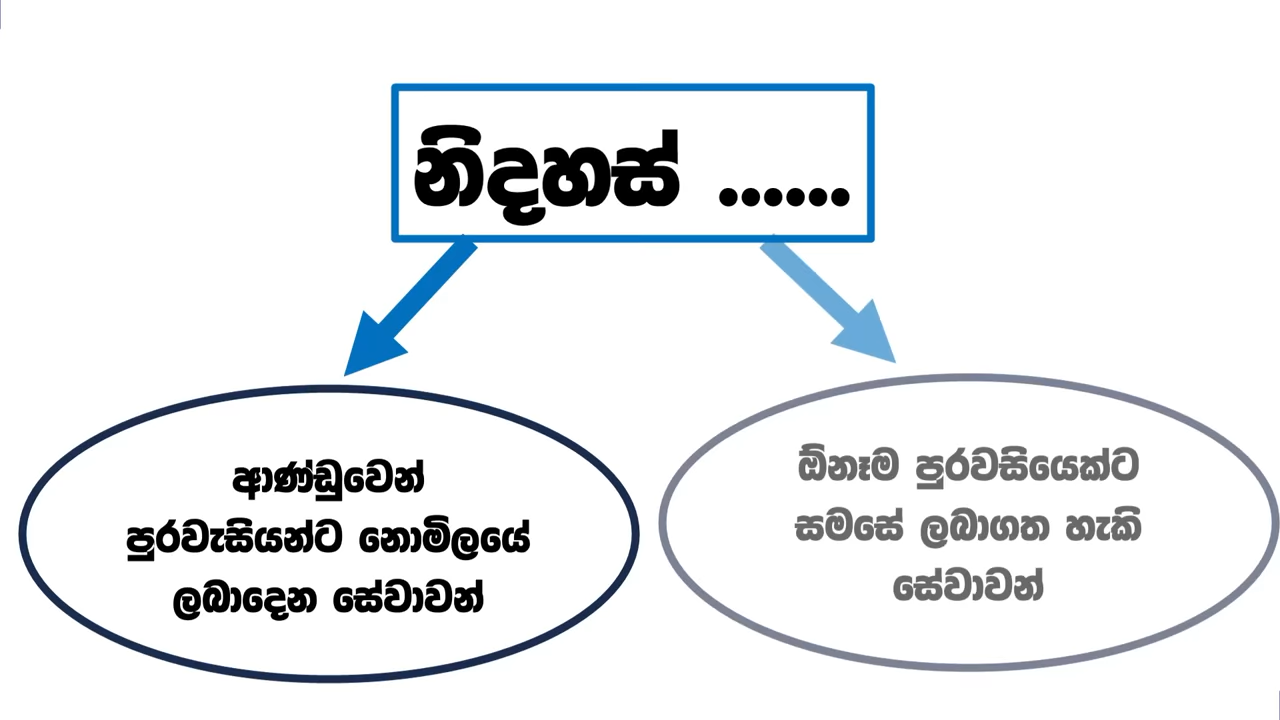 නිදහස් ......
ආණ්ඩුවෙන්
පුරවැසියන්ට නොමිලයේ
ලබාදෙන සේවාවන්
ඕනෑම පුරවසියෙක්ට
සමසේ ලබාගත හැකි
සේවාවන්